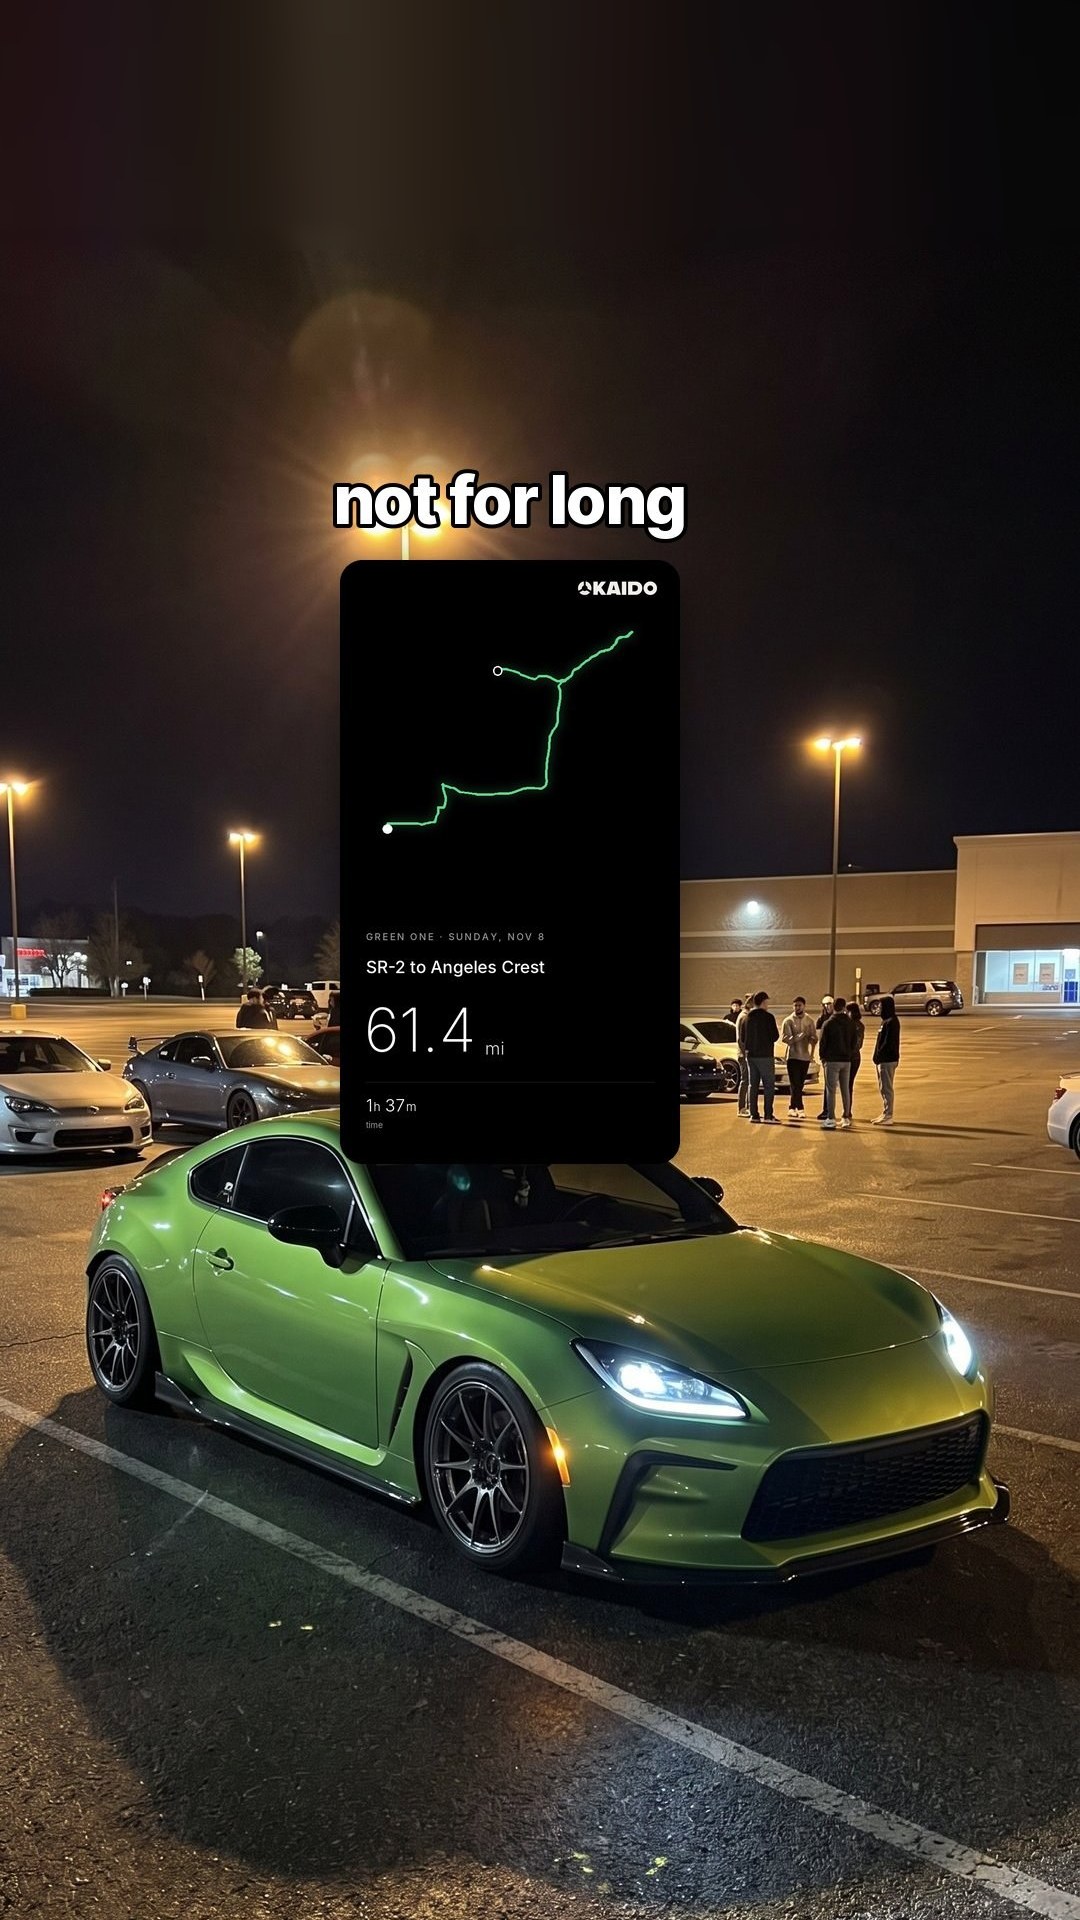 not for long
KAIDO
GREEN ONE · SUNDAY, NOV 8
SR-2 to Angeles Crest
61.4 mi
1h 37m
time